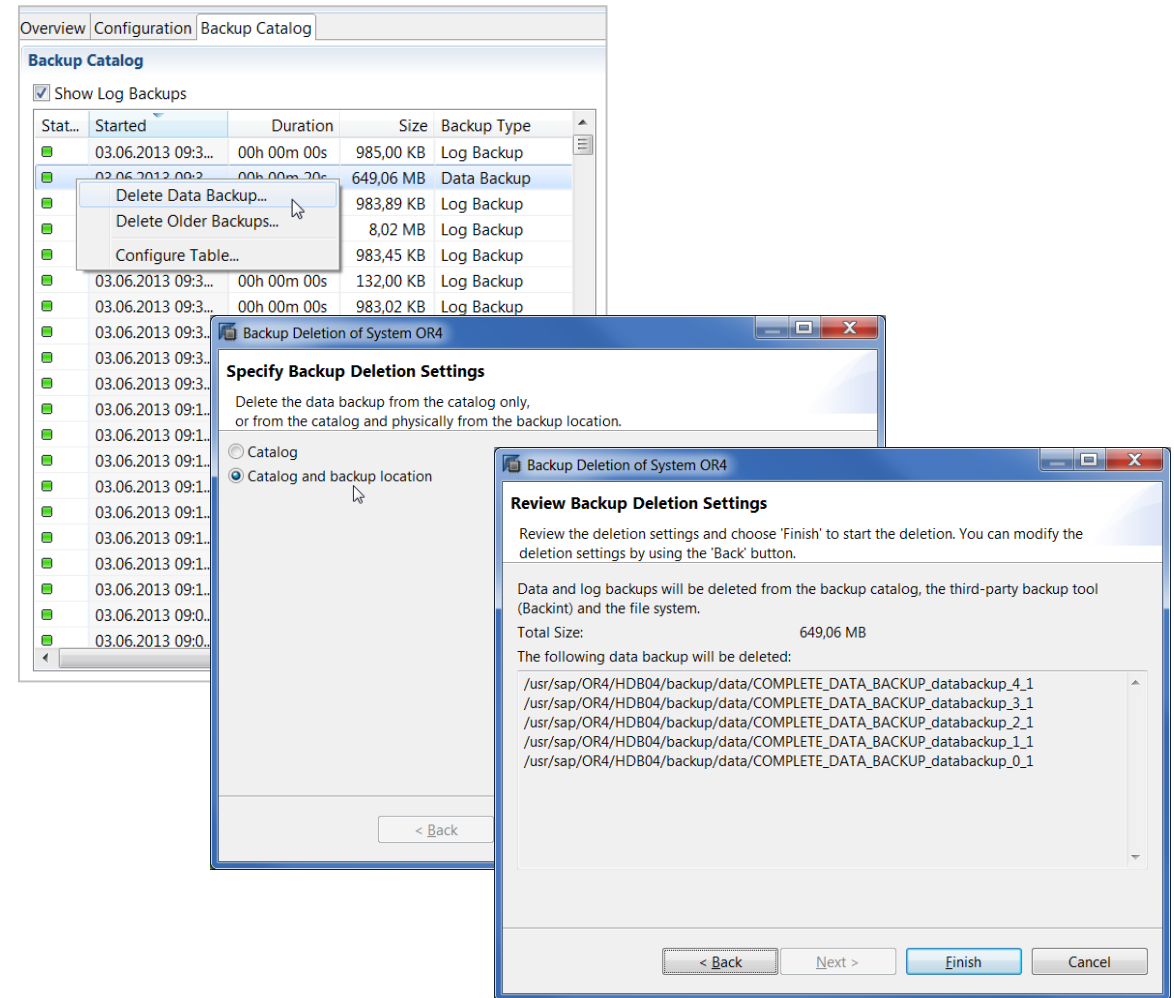 Overview Configuration Backup Catalog
Backup Catalog
Show Log Backups
Stat... Started Duration Size Backup Type
03.06.2013 09:3... 00h 00m 00s 985,00 KB Log Backup
03.06.2013 09:3... 00h 00m 20s 649,06 MB Data Backup
983,89 KB Log Backup
8,02 MB Log Backup
983,45 KB Log Backup
Delete Data Backup...
Delete Older Backups...
Configure Table...
03.06.2013 09:3... 00h 00m 00s 132,00 KB Log Backup
03.06.2013 09:3... 00h 00m 00s 983,02 KB Log Backup
03.06.2013 09:3..
03.06.2013 09:3..
03.06.2013 09:3..
03.06.2013 09:1..
03.06.2013 09:1..
03.06.2013 09:1..
03.06.2013 09:1..
03.06.2013 09:1..
03.06.2013 09:1..
03.06.2013 09:1..
03.06.2013 09:1..
03.06.2013 09:0..
03.06.2013 09:0..
Backup Deletion of System OR4
Specify Backup Deletion Settings
Delete the data backup from the catalog only,
or from the catalog and physically from the backup location.
Catalog
Catalog and backup location
< Back
Backup Deletion of System OR4
Review Backup Deletion Settings
Review the deletion settings and choose 'Finish' to start the deletion. You can modify the
deletion settings by using the 'Back' button.
Data and log backups will be deleted from the backup catalog, the third-party backup tool
(Backint) and the file system.
Total Size: 649,06 MB
The following data backup will be deleted:
/usr/sap/OR4/HDB04/backup/data/COMPLETE_DATA_BACKUP_databackup_4_1
/usr/sap/OR4/HDB04/backup/data/COMPLETE_DATA_BACKUP_databackup_3_1
/usr/sap/OR4/HDB04/backup/data/COMPLETE_DATA_BACKUP_databackup_2_1
/usr/sap/OR4/HDB04/backup/data/COMPLETE_DATA_BACKUP_databackup_1_1
/usr/sap/OR4/HDB04/backup/data/COMPLETE_DATA_BACKUP_databackup_0_1
< Back Next > Finish Cancel